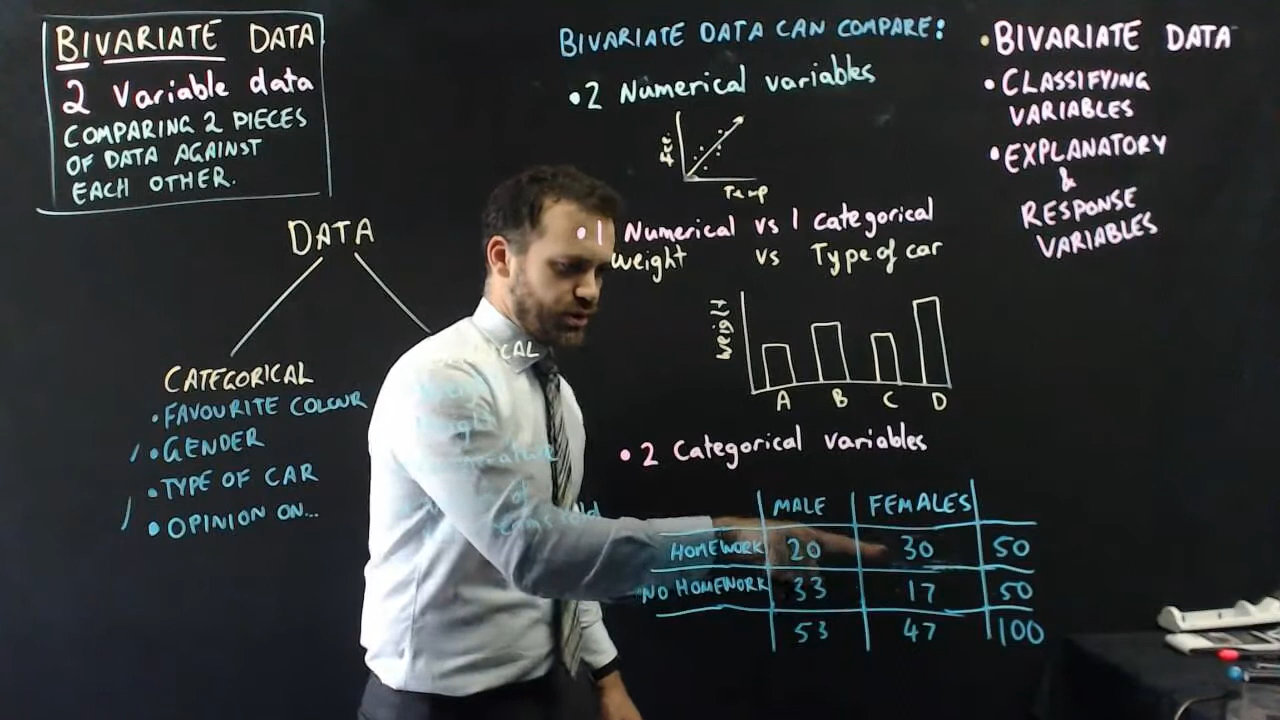 BIVARIATE DATA
2 Variable data
COMPARING 2 PIECES
OF DATA AGAINST
EACH OTHER.
DATA
CATEGORICAL
• FAVOURITE COLOUR
• GENDER
• TYPE OF CAR
• OPINION ON...
of
BIVARIATE DATA CAN COMPARE:
• 2 Numerical variables
Temp
• 1 Numerical vs 1 categorical
weight vs Type of car
weight
A B C D
• 2 Categorical variables
MALE FEMALES
HOMEWORK 20 30 50
NO HOMEWORK 33 17 50
53 47 100
• BIVARIATE DATA
• CLASSIFYING
VARIABLES
• EXPLANATORY
&
RESPONSE
VARIABLES